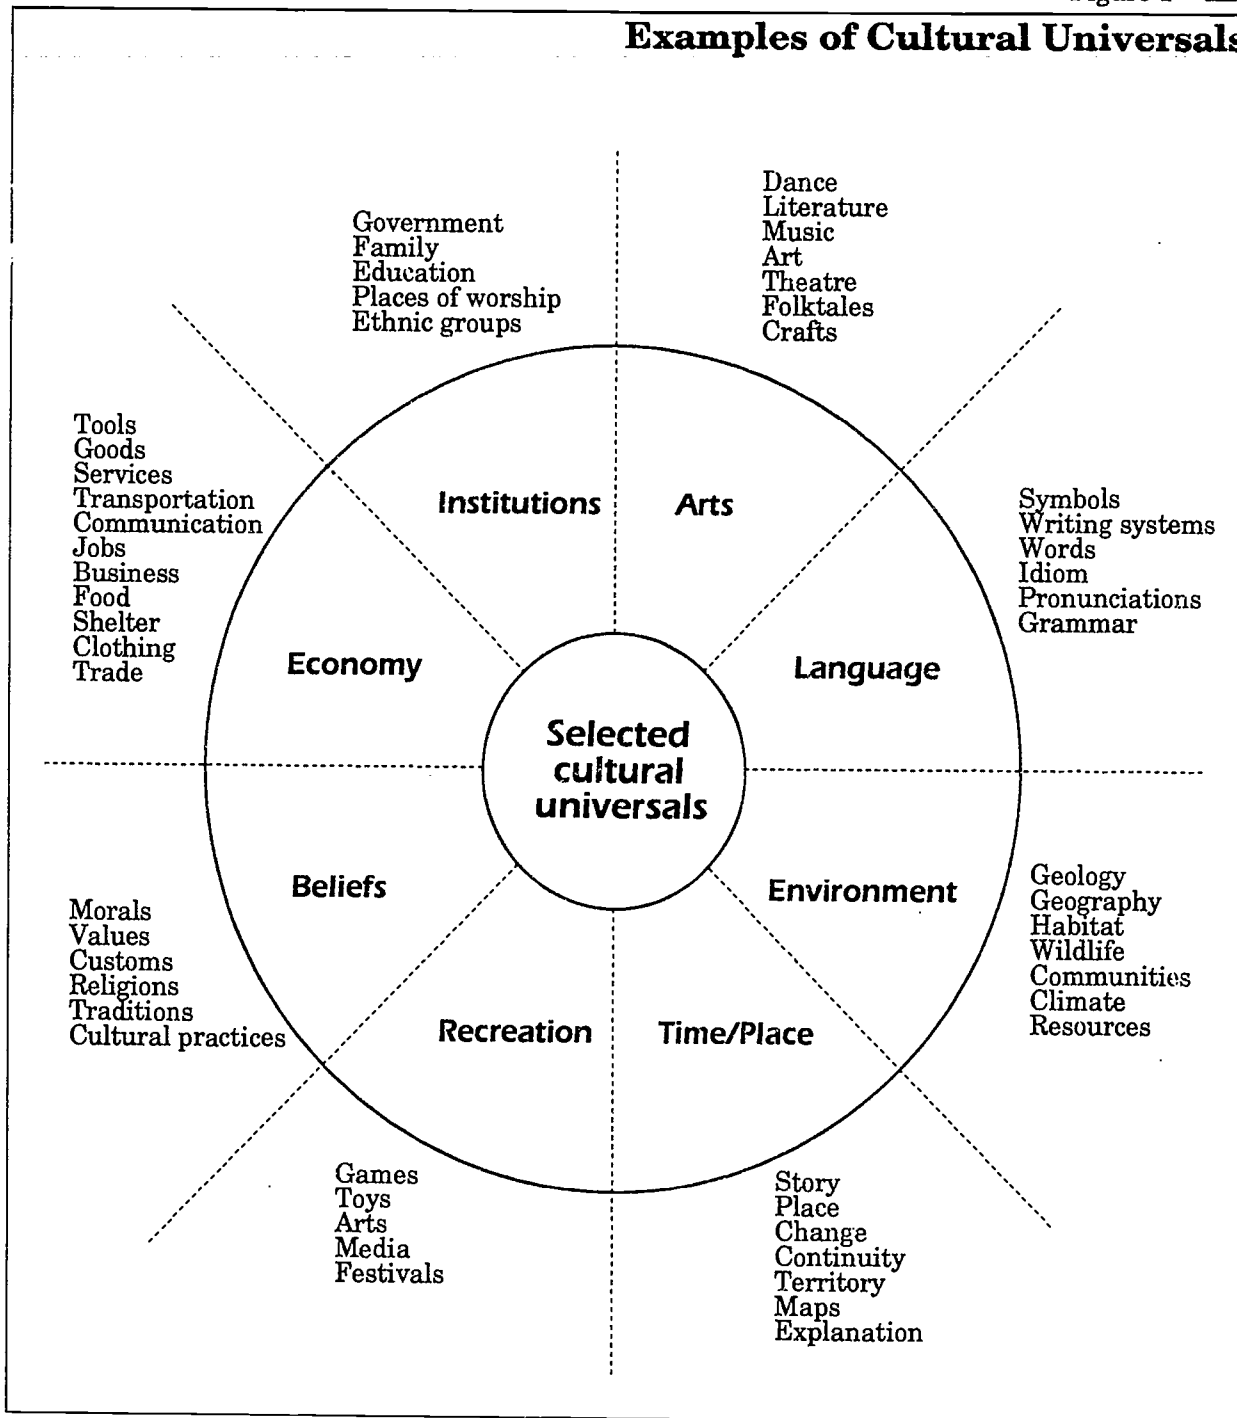 Examples of Cultural Universals
Government
Family
Education
Places of worship
Ethnic groups
Dance
Literature
Music
Art
Theatre
Folktales
Crafts
Tools
Goods
Services
Transportation
Communication
Jobs
Business
Food
Shelter
Clothing
Trade
Institutions
Arts
Symbols
Writing systems
Words
Idiom
Pronunciations
Grammar
Economy
Language
Selected
cultural
universals
Beliefs
Environment
Morals
Values
Customs
Religions
Traditions
Cultural practices
Geology
Geography
Habitat
Wildlife
Communities
Climate
Resources
Recreation
Time/Place
Games
Toys
Arts
Media
Festivals
Story
Place
Change
Continuity
Territory
Maps
Explanation